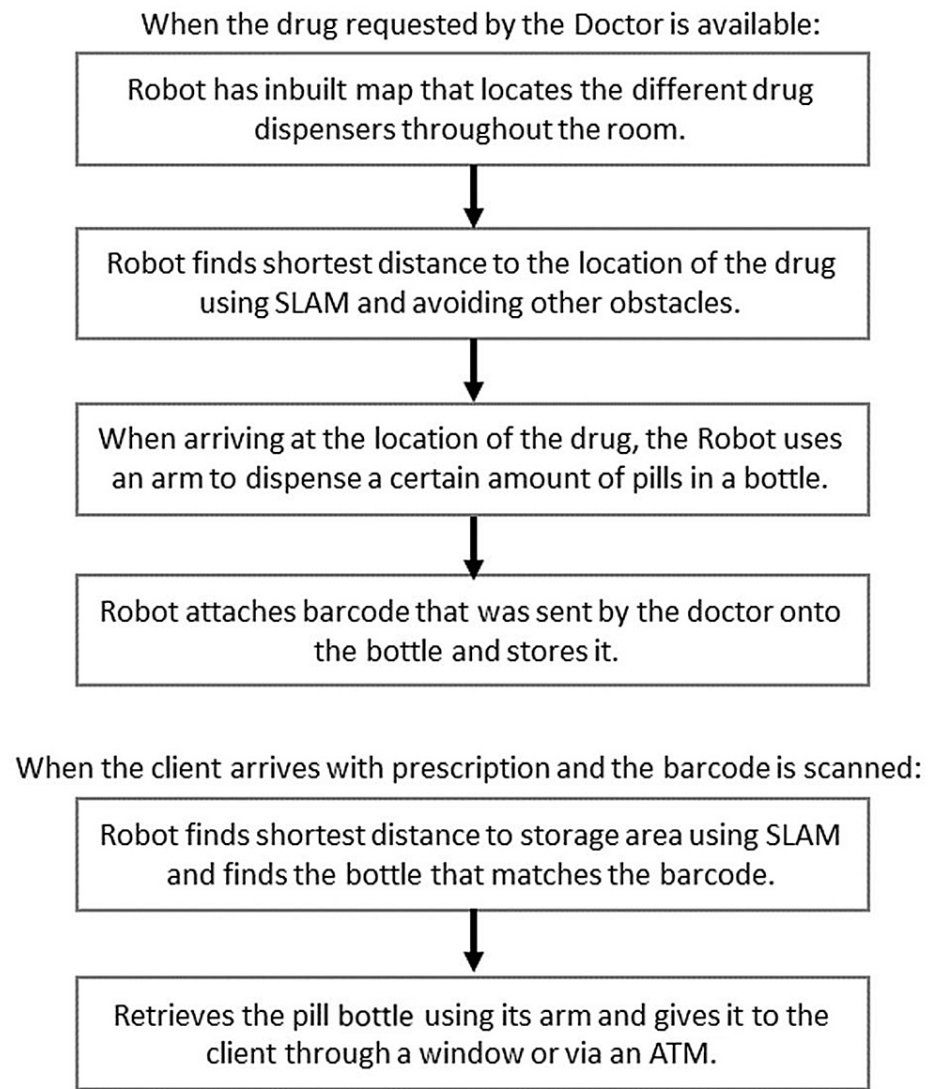 When the drug requested by the Doctor is available:
Robot has inbuilt map that locates the different drug
dispensers throughout the room.
Robot finds shortest distance to the location of the drug
using SLAM and avoiding other obstacles.
When arriving at the location of the drug, the Robot uses
an arm to dispense a certain amount of pills in a bottle.
Robot attaches barcode that was sent by the doctor onto
the bottle and stores it.
When the client arrives with prescription and the barcode is scanned:
Robot finds shortest distance to storage area using SLAM
and finds the bottle that matches the barcode.
Retrieves the pill bottle using its arm and gives it to the
client through a window or via an ATM.